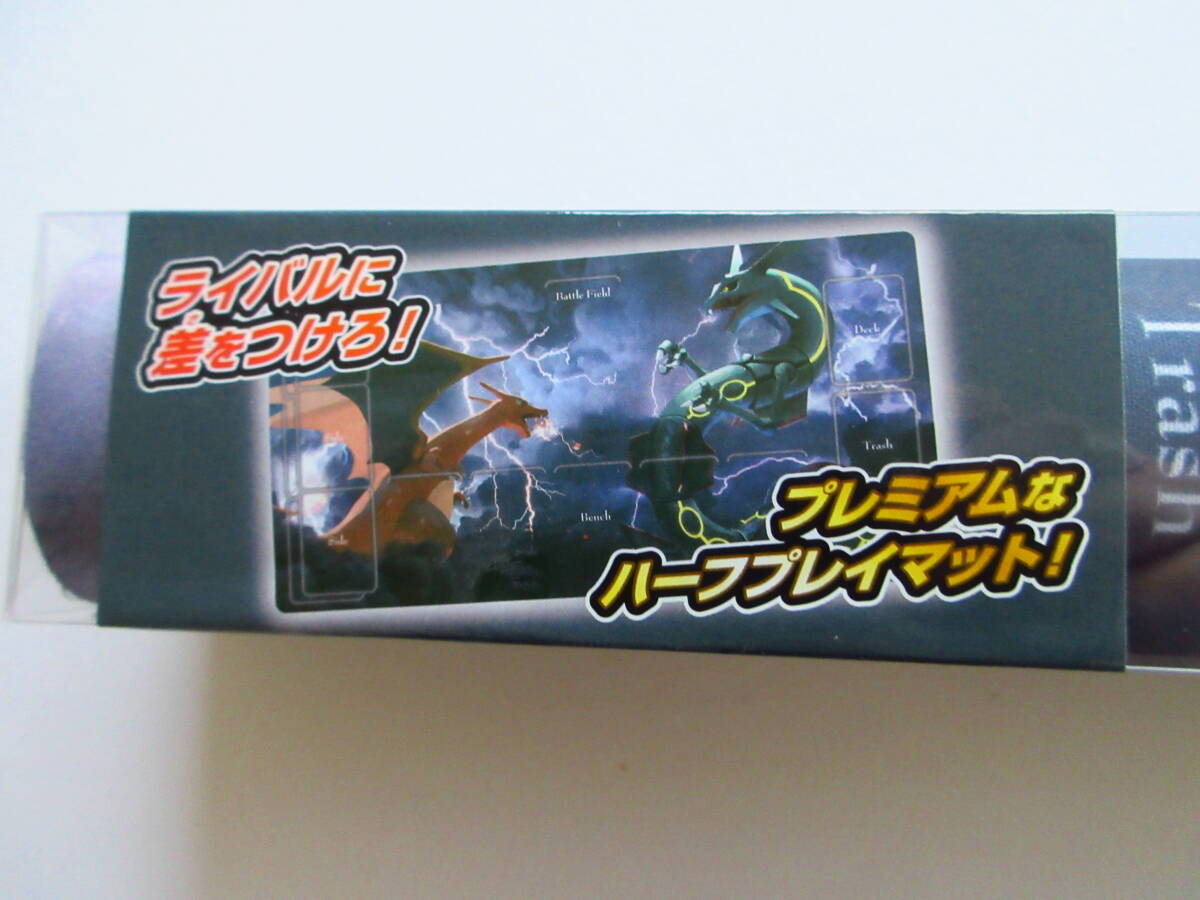 ライバルに
差をつけろ!
Battle Field
Deck
Trash
Side
Bench
プレミアムな
ハーフプレイマット!
Trash